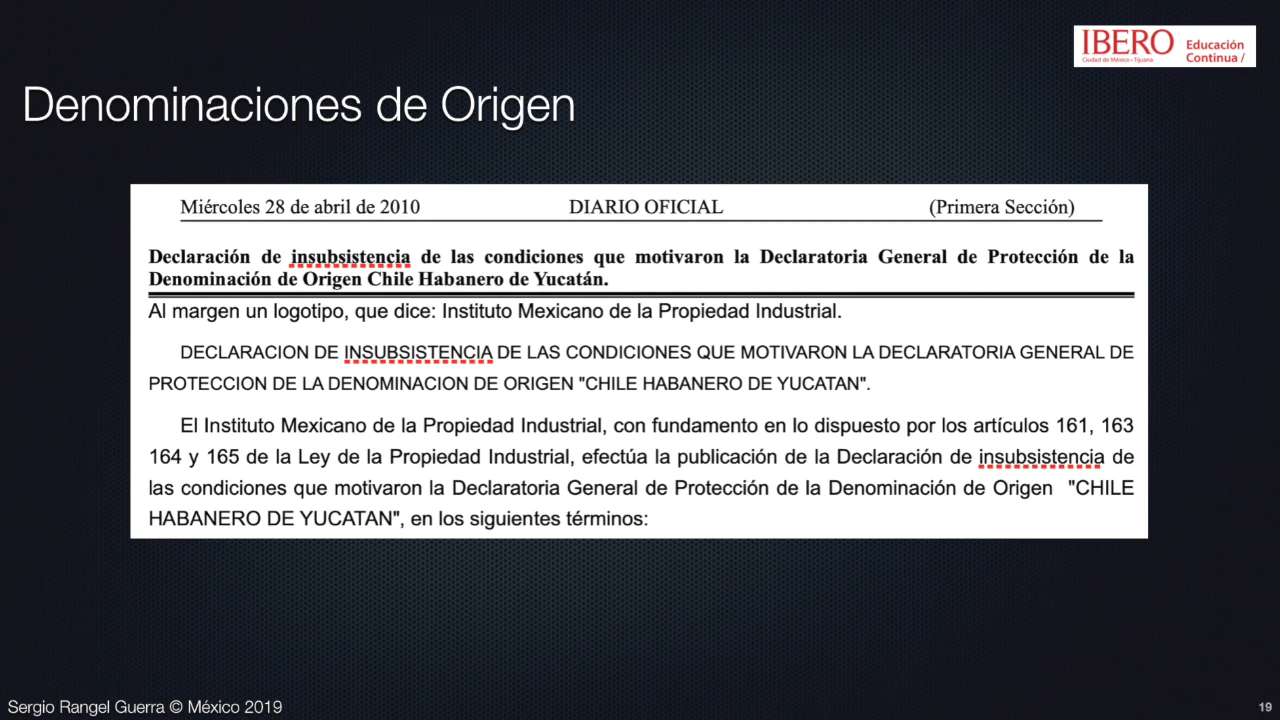 IBERO
Ciudad de México • Tijuana
Educación
Continua /
Denominaciones de Origen
Miércoles 28 de abril de 2010 DIARIO OFICIAL (Primera Sección)
Declaración de insubsistencia de las condiciones que motivaron la Declaratoria General de Protección de la
Denominación de Origen Chile Habanero de Yucatán.
Al margen un logotipo, que dice: Instituto Mexicano de la Propiedad Industrial.
DECLARACION DE INSUBSISTENCIA DE LAS CONDICIONES QUE MOTIVARON LA DECLARATORIA GENERAL DE
PROTECCION DE LA DENOMINACION DE ORIGEN "CHILE HABANERO DE YUCATAN".
El Instituto Mexicano de la Propiedad Industrial, con fundamento en lo dispuesto por los artículos 161, 163
164 y 165 de la Ley de la Propiedad Industrial, efectúa la publicación de la Declaración de insubsistencia de
las condiciones que motivaron la Declaratoria General de Protección de la Denominación de Origen "CHILE
HABANERO DE YUCATAN", en los siguientes términos:
Sergio Rangel Guerra © México 2019
19